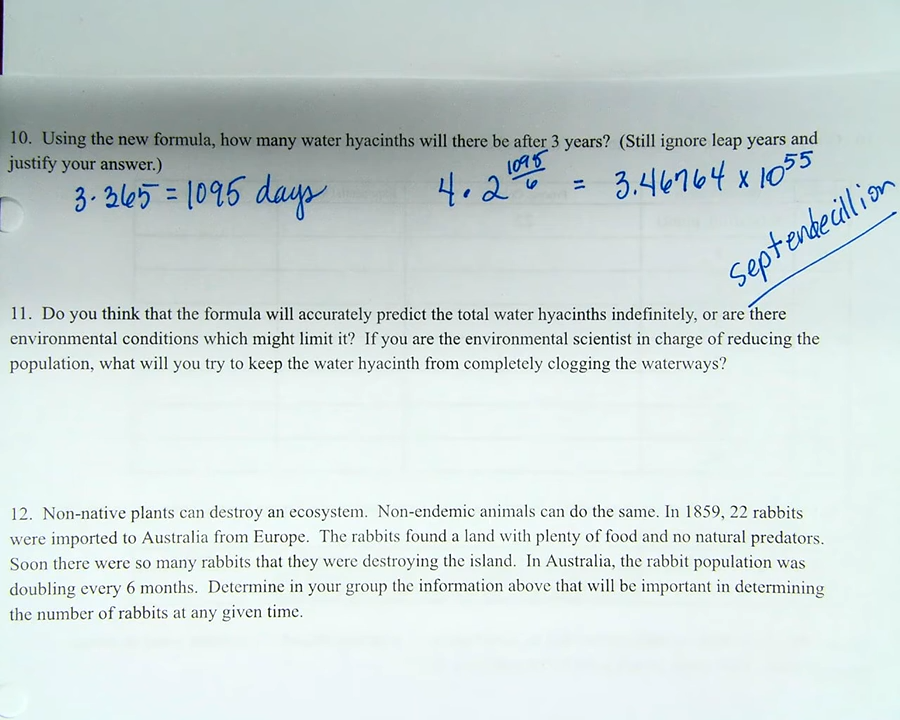 10. Using the new formula, how many water hyacinths will there be after 3 years? (Still ignore leap years and
justify your answer.)
3·365 = 1095 days 4·2^(1095/6) = 3.46764 x 10^55
septendecillion
11. Do you think that the formula will accurately predict the total water hyacinths indefinitely, or are there
environmental conditions which might limit it? If you are the environmental scientist in charge of reducing the
population, what will you try to keep the water hyacinth from completely clogging the waterways?
12. Non-native plants can destroy an ecosystem. Non-endemic animals can do the same. In 1859, 22 rabbits
were imported to Australia from Europe. The rabbits found a land with plenty of food and no natural predators.
Soon there were so many rabbits that they were destroying the island. In Australia, the rabbit population was
doubling every 6 months. Determine in your group the information above that will be important in determining
the number of rabbits at any given time.